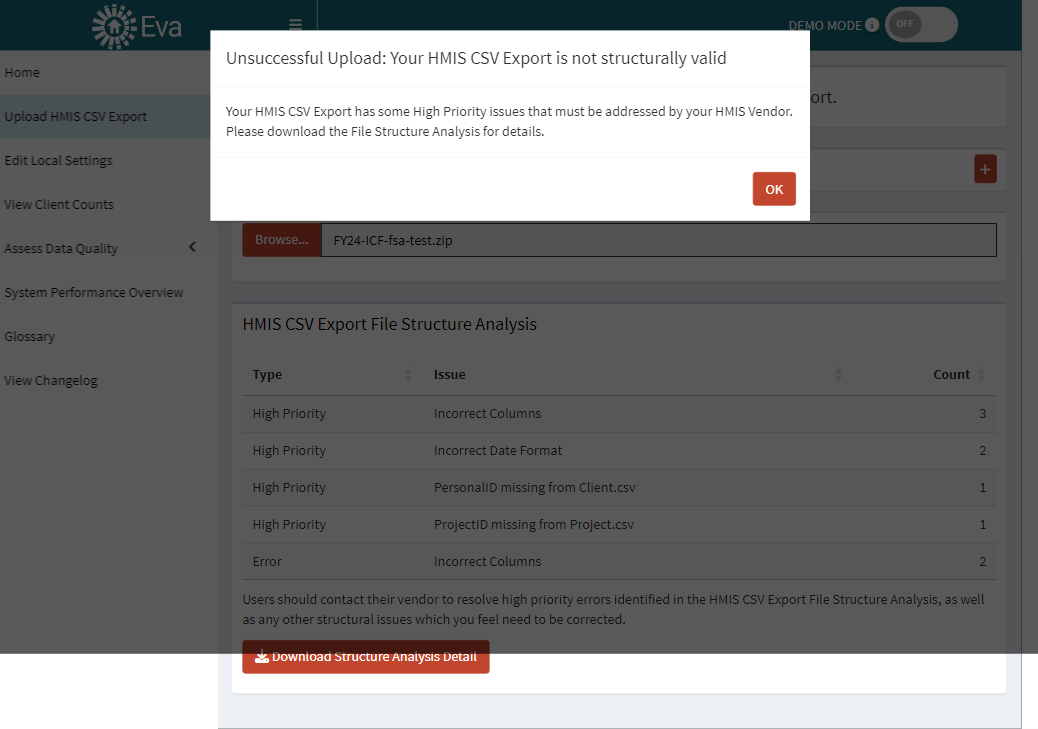 Eva
DEMO MODE
OFF
Unsuccessful Upload: Your HMIS CSV Export is not structurally valid
Your HMIS CSV Export has some High Priority issues that must be addressed by your HMIS Vendor.
Please download the File Structure Analysis for details.
OK
Home
Upload HMIS CSV Export
Edit Local Settings
View Client Counts
Assess Data Quality
System Performance Overview
Glossary
View Changelog
ort.
+
Browse... FY24-ICF-fsa-test.zip
HMIS CSV Export File Structure Analysis
Type Issue Count
High Priority Incorrect Columns 3
High Priority Incorrect Date Format 2
High Priority PersonalID missing from Client.csv 1
High Priority ProjectID missing from Project.csv 1
Error Incorrect Columns 2
Users should contact their vendor to resolve high priority errors identified in the HMIS CSV Export File Structure Analysis, as well
as any other structural issues which you feel need to be corrected.
Download Structure Analysis Detail